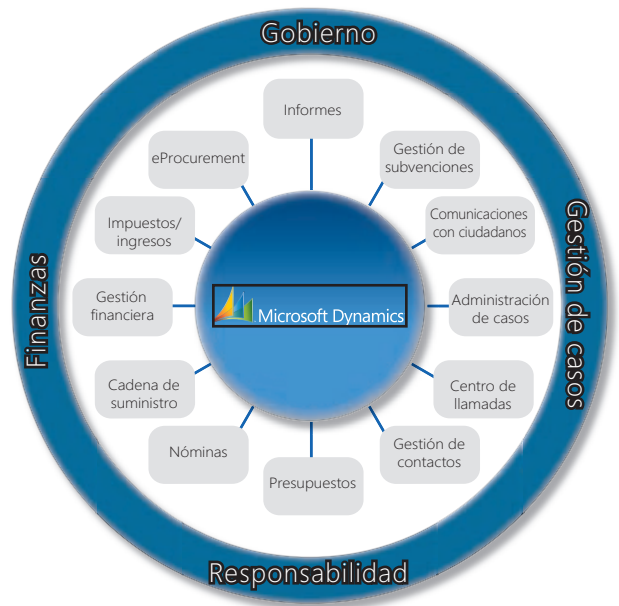 Gobierno
Informes
eProcurement
Gestión de
subvenciones
Impuestos/
ingresos
Comunicaciones
con ciudadanos
Finanzas
Gestión
financiera
Microsoft Dynamics
Administración
de casos
Gestión de casos
Cadena de
suministro
Centro de
llamadas
Nóminas
Gestión de
contactos
Presupuestos
Responsabilidad